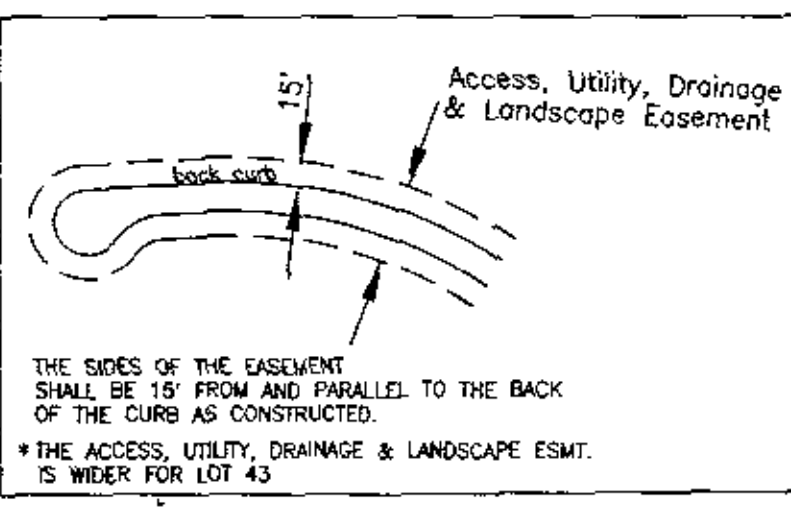 15'
Access, Utility, Drainage
& Landscape Easement
back curb
THE SIDES OF THE EASEMENT
SHALL BE 15' FROM AND PARALLEL TO THE BACK
OF THE CURB AS CONSTRUCTED.
* THE ACCESS, UTILITY, DRAINAGE & LANDSCAPE ESMT.
IS WIDER FOR LOT 43